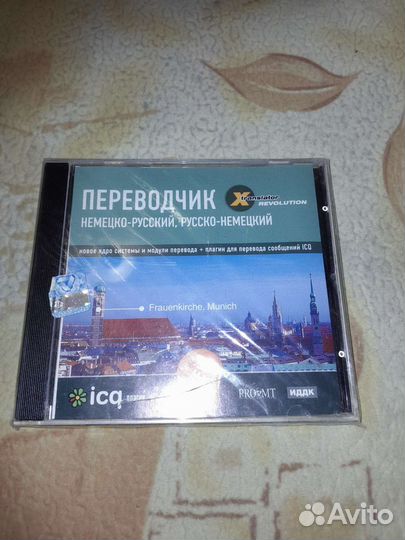 ПЕРЕВОДЧИК
X translator
REVOLUTION
НЕМЕЦКО-РУССКИЙ, РУССКО-НЕМЕЦКИЙ
новое ядро системы и модули перевода + плагин для перевода сообщений ICQ
Frauenkirche, Munich
icq плагин
PROMT
ИДДК
Avito